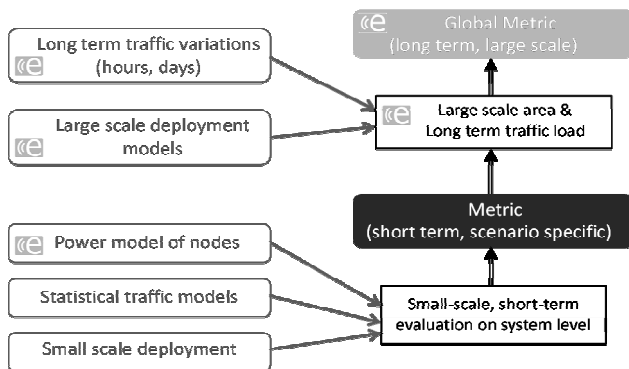 Long term traffic variations
(hours, days)
Large scale deployment
models
Power model of nodes
Statistical traffic models
Small scale deployment
Global Metric
(long term, large scale)
Large scale area &
Long term traffic load
Metric
(short term, scenario specific)
Small-scale, short-term
evaluation on system level